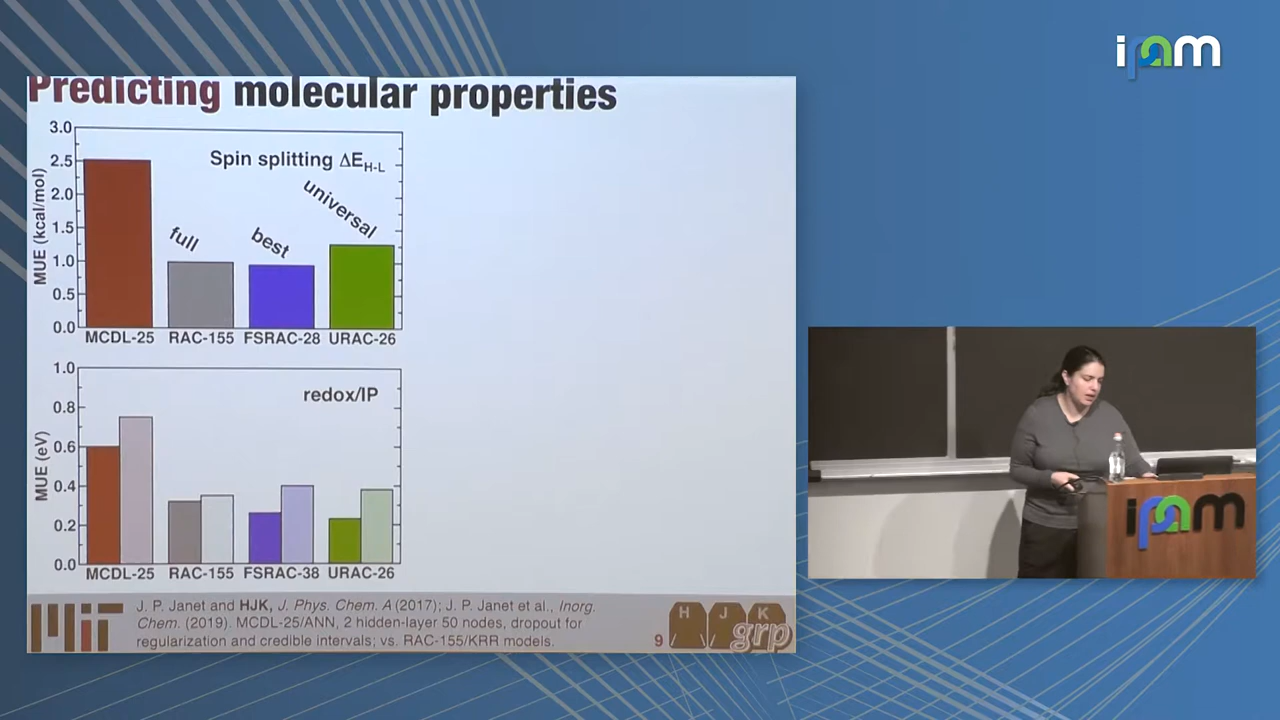 ipam
Predicting molecular properties
3.0
2.5
2.0
1.5
1.0
0.5
0.0
MUE (kcal/mol)
Spin splitting ΔE_H-L
full
best
universal
MCDL-25 RAC-155 FSRAC-28 URAC-26
1.0
0.8
0.6
0.4
0.2
0.0
MUE (eV)
redox/IP
MCDL-25 RAC-155 FSRAC-38 URAC-26
MIT
J. P. Janet and HJK, J. Phys. Chem. A (2017); J. P. Janet et al., Inorg.
Chem. (2019). MCDL-25/ANN, 2 hidden-layer 50 nodes, dropout for
regularization and credible intervals; vs. RAC-155/KRR models.
9
H J K
grp
ipam